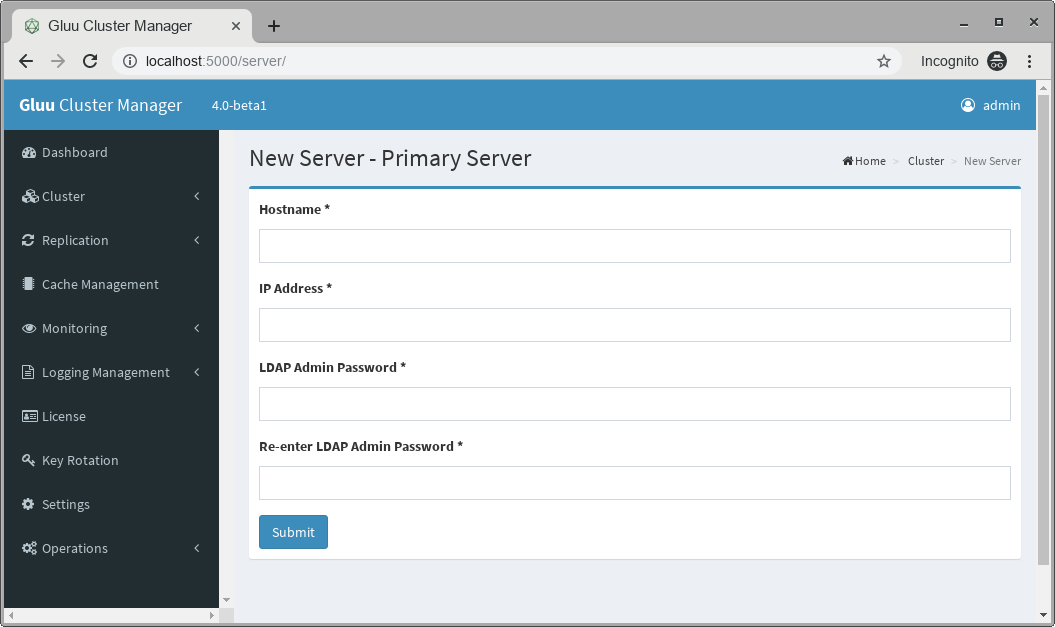 Gluu Cluster Manager
localhost:5000/server/
Incognito
Gluu Cluster Manager 4.0-beta1 admin
Dashboard
Cluster
Replication
Cache Management
Monitoring
Logging Management
License
Key Rotation
Settings
Operations
New Server - Primary Server
Home > Cluster > New Server
Hostname *
IP Address *
LDAP Admin Password *
Re-enter LDAP Admin Password *
Submit